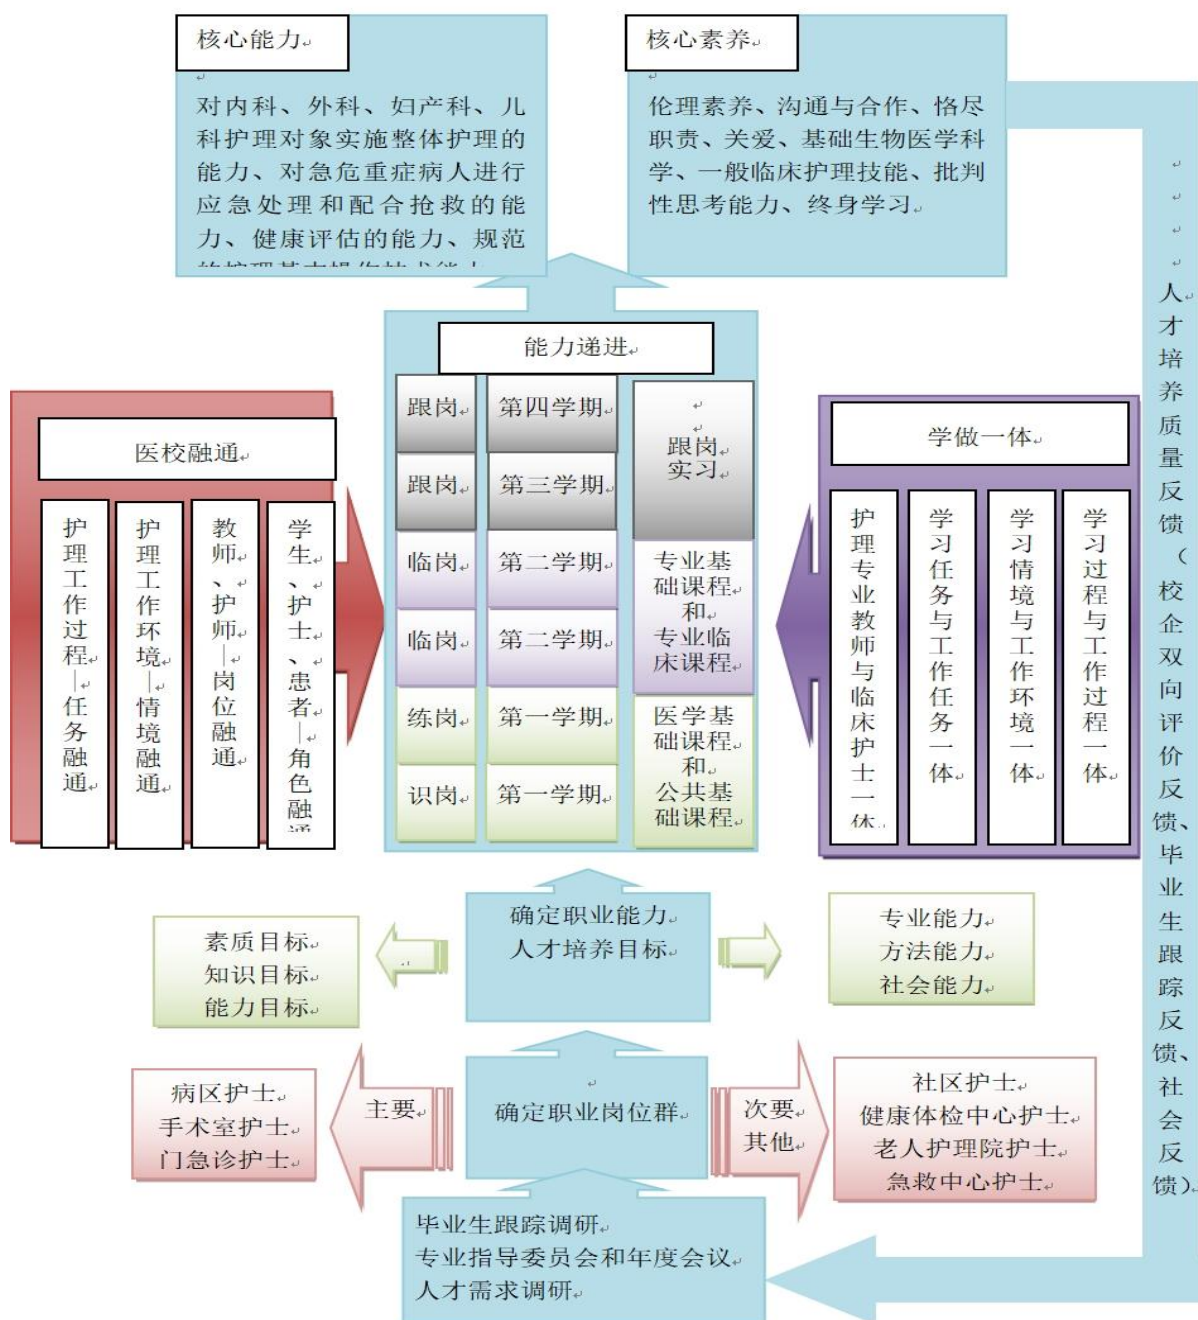 核心能力
对内科、外科、妇产科、儿
科护理对象实施整体护理的
能力、对急危重症病人进行
应急处理和配合抢救的能
力、健康评估的能力、规范
核心素养
伦理素养、沟通与合作、恪尽
职责、关爱、基础生物医学科
学、一般临床护理技能、批判
性思考能力、终身学习
能力递进
跟岗 第四学期
跟岗 第三学期
临岗 第二学期
临岗 第二学期
练岗 第一学期
识岗 第一学期
跟岗
实习
专业基
础课程
和
专业临
床课程
医学基
础课程
和
公共基
础课程
医校融通
护理工作过程—任务融通
护理工作环境—情境融通
教师、护师—岗位融通
学生、护士、患者—角色融
学做一体
护理专业教师与临床护士一体
学习任务与工作任务一体
学习情境与工作环境一体
学习过程与工作过程一体
人才培养质量反馈（校企双向评价反馈、毕业生跟踪反馈、社会反馈）
确定职业能力
人才培养目标
素质目标
知识目标
能力目标
专业能力
方法能力
社会能力
确定职业岗位群
主要
病区护士
手术室护士
门急诊护士
次要
其他
社区护士
健康体检中心护士
老人护理院护士
急救中心护士
毕业生跟踪调研
专业指导委员会和年度会议
人才需求调研